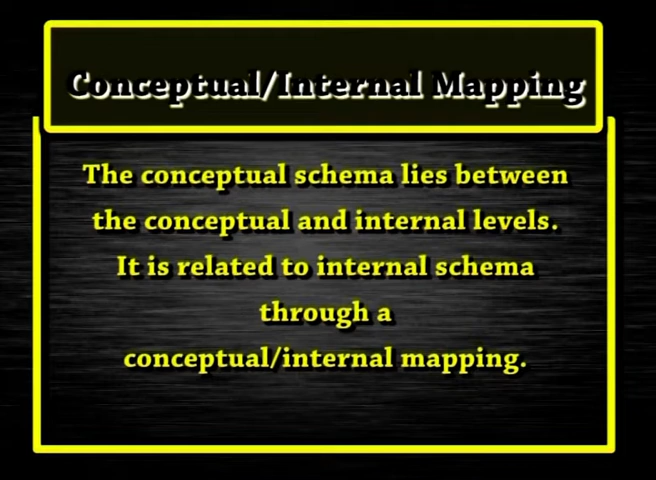 Conceptual/Internal Mapping
The conceptual schema lies between
the conceptual and internal levels.
It is related to internal schema
through a
conceptual/internal mapping.